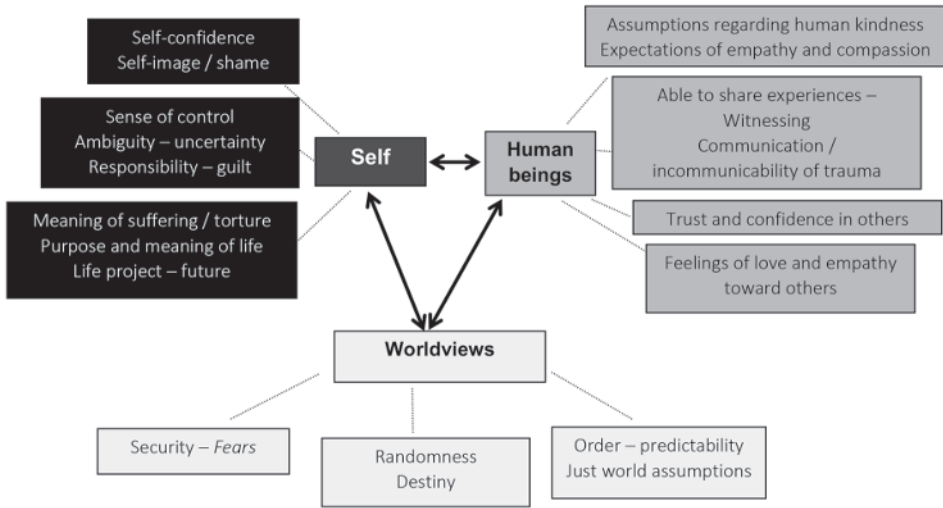 Self-confidence
Self-image / shame
Sense of control
Ambiguity – uncertainty
Responsibility – guilt
Meaning of suffering / torture
Purpose and meaning of life
Life project – future
Self
Human
beings
Assumptions regarding human kindness
Expectations of empathy and compassion
Able to share experiences –
Witnessing
Communication /
incommunicability of trauma
Trust and confidence in others
Feelings of love and empathy
toward others
Worldviews
Security – Fears
Randomness
Destiny
Order – predictability
Just world assumptions